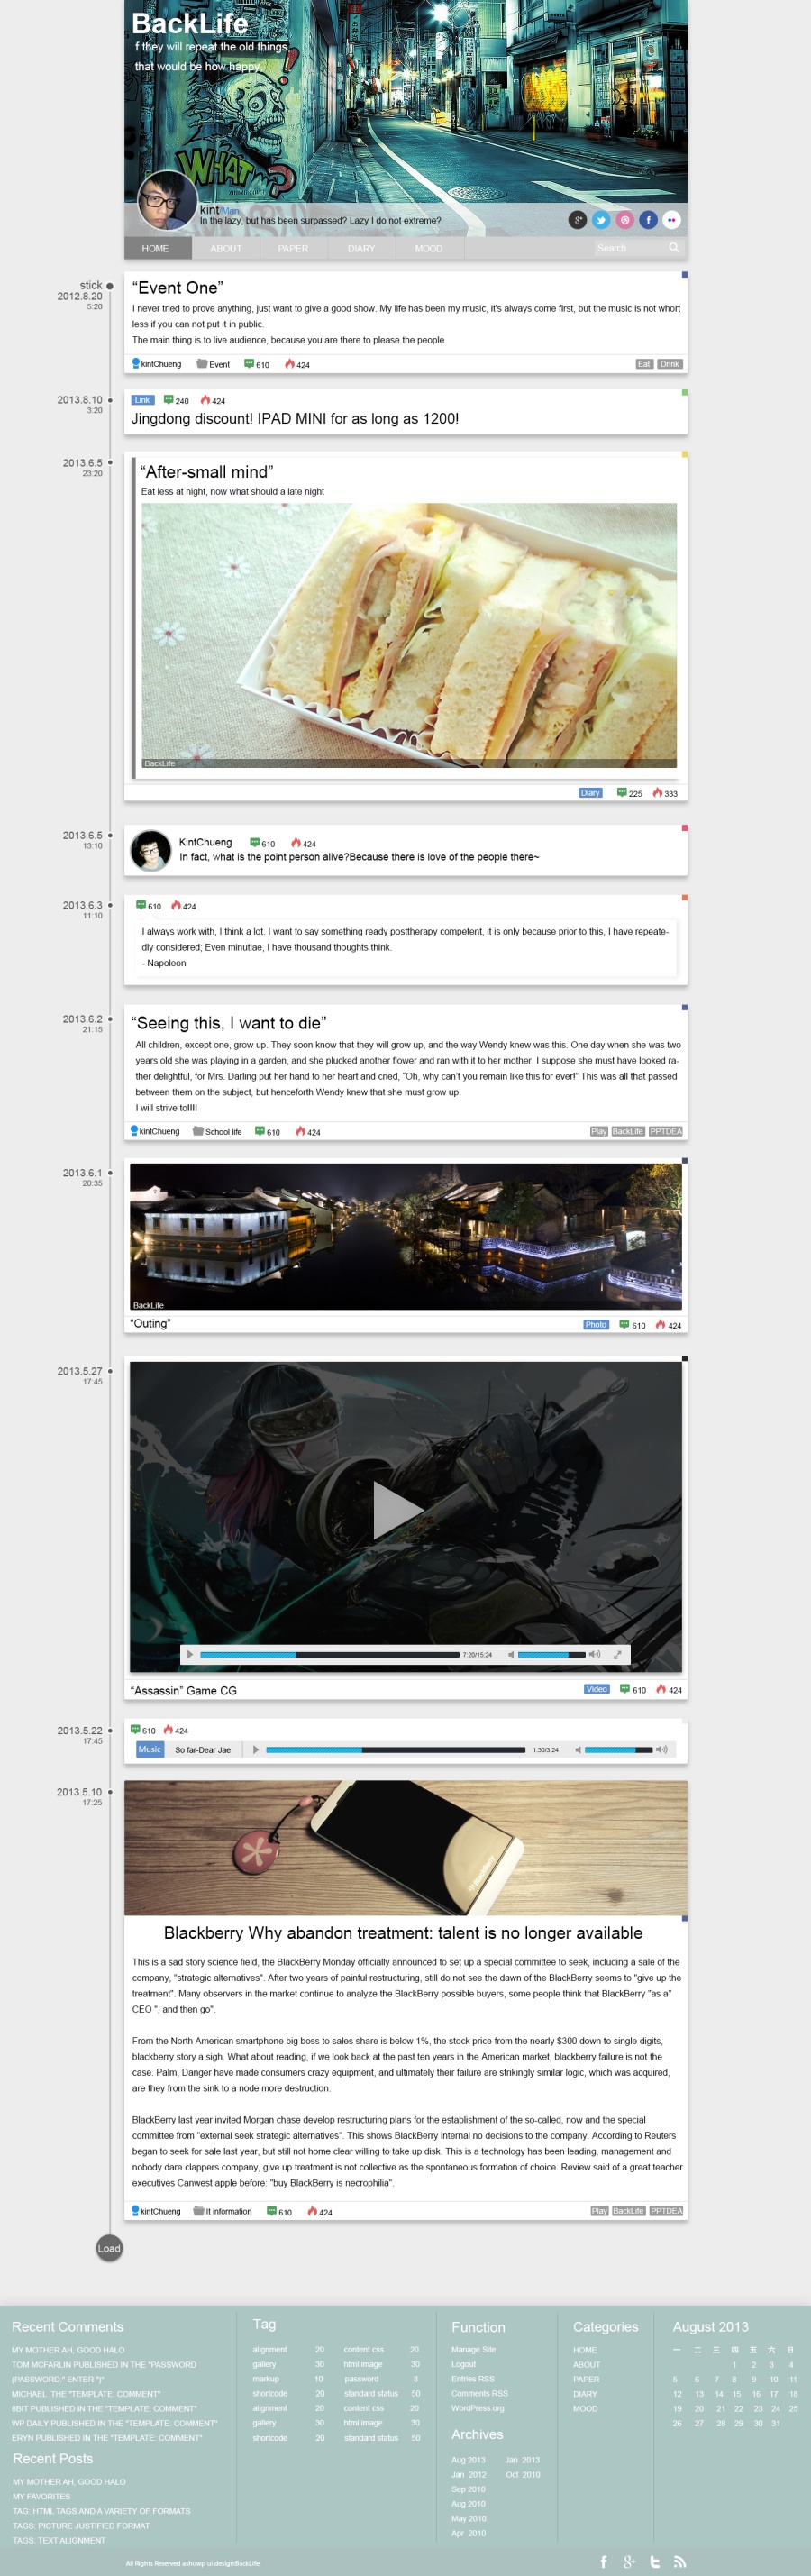 BackLife
f they will repeat the old things,
that would be how happy.
WHAT?
kint Man
In the lazy, but has been surpassed? Lazy I do not extreme?
HOME ABOUT PAPER DIARY MOOD Search
stick
2012.8.20
5:20
“Event One”
I never tried to prove anything, just want to give a good show. My life has been my music, it's always come first, but the music is not whort
less if you can not put it in public.
The main thing is to live audience, because you are there to please the people.
kintChueng Event 610 424 Eat Drink
2013.8.10
3:20
Link 240 424
Jingdong discount! IPAD MINI for as long as 1200!
2013.6.5
23:20
“After-small mind”
Eat less at night, now what should a late night
BackLife
Diary 225 333
2013.6.5
13:10
KintChueng 610 424
In fact, what is the point person alive?Because there is love of the people there~
2013.6.3
11:10
610 424
I always work with, I think a lot. I want to say something ready posttherapy competent, it is only because prior to this, I have repeate-
dly considered; Even minutiae, I have thousand thoughts think.
- Napoleon
2013.6.2
21:15
“Seeing this, I want to die”
All children, except one, grow up. They soon know that they will grow up, and the way Wendy knew was this. One day when she was two
years old she was playing in a garden, and she plucked another flower and ran with it to her mother. I suppose she must have looked ra-
ther delightful, for Mrs. Darling put her hand to her heart and cried, "Oh, why can't you remain like this for ever!" This was all that passed
between them on the subject, but henceforth Wendy knew that she must grow up.
I will strive to!!!!
kintChueng School life 610 424 Play BackLife PPTDEA
2013.6.1
20:35
BackLife
“Outing” Photo 610 424
2013.5.27
17:45
7:20/15:24
“Assassin” Game CG Video 610 424
2013.5.22
17:45
610 424
Music So far-Dear Jae 1:30/3:24
2013.5.10
17:25
BlackBerry
Blackberry Why abandon treatment: talent is no longer available
This is a sad story science field, the BlackBerry Monday officially announced to set up a special committee to seek, including a sale of the
company, "strategic alternatives". After two years of painful restructuring, still do not see the dawn of the BlackBerry seems to "give up the
treatment". Many observers in the market continue to analyze the BlackBerry possible buyers, some people think that BlackBerry "as a"
CEO ", and then go".
From the North American smartphone big boss to sales share is below 1%, the stock price from the nearly $300 down to single digits,
blackberry story a sigh. What about reading, if we look back at the past ten years in the American market, blackberry failure is not the
case. Palm, Danger have made consumers crazy equipment, and ultimately their failure are strikingly similar logic, which was acquired,
are they from the sink to a node more destruction.
BlackBerry last year invited Morgan chase develop restructuring plans for the establishment of the so-called, now and the special
committee from "external seek strategic alternatives". This shows BlackBerry internal no decisions to the company. According to Reuters
began to seek for sale last year, but still not home clear willing to take up disk. This is a technology has been leading, management and
nobody dare clappers company, give up treatment is not collective as the spontaneous formation of choice. Review said of a great teacher
executives Canwest apple before: "buy BlackBerry is necrophilia".
kintChueng It information 610 424 Play BackLife PPTDEA
Load
Recent Comments
MY MOTHER AH, GOOD HALO
TOM MCFARLIN PUBLISHED IN THE "PASSWORD
(PASSWORD:" ENTER ")"
MICHAEL THE "TEMPLATE: COMMENT"
8BIT PUBLISHED IN THE "TEMPLATE: COMMENT"
WP DAILY PUBLISHED IN THE "TEMPLATE: COMMENT"
ERYN PUBLISHED IN THE "TEMPLATE: COMMENT"
Recent Posts
MY MOTHER AH, GOOD HALO
MY FAVORITES
TAG: HTML TAGS AND A VARIETY OF FORMATS
TAGS: PICTURE JUSTIFIED FORMAT
TAGS: TEXT ALIGNMENT
Tag
alignment 20 content css 20
gallery 30 html image 30
markup 10 password 8
shortcode 20 standard status 50
alignment 20 content css 20
gallery 30 html image 30
shortcode 20 standard status 50
Function
Manage Site
Logout
Entries RSS
Comments RSS
WordPress.org
Archives
Aug 2013 Jan 2013
Jan 2012 Oct 2010
Sep 2010
Aug 2010
May 2010
Apr 2010
Categories
HOME
ABOUT
PAPER
DIARY
MOOD
August 2013
一 二 三 四 五 六 日
1 2 3 4
5 6 7 8 9 10 11
12 13 14 15 16 17 18
19 20 21 22 23 24 25
26 27 28 29 30 31
All Rights Reserved azhuwp ui design:BackLife